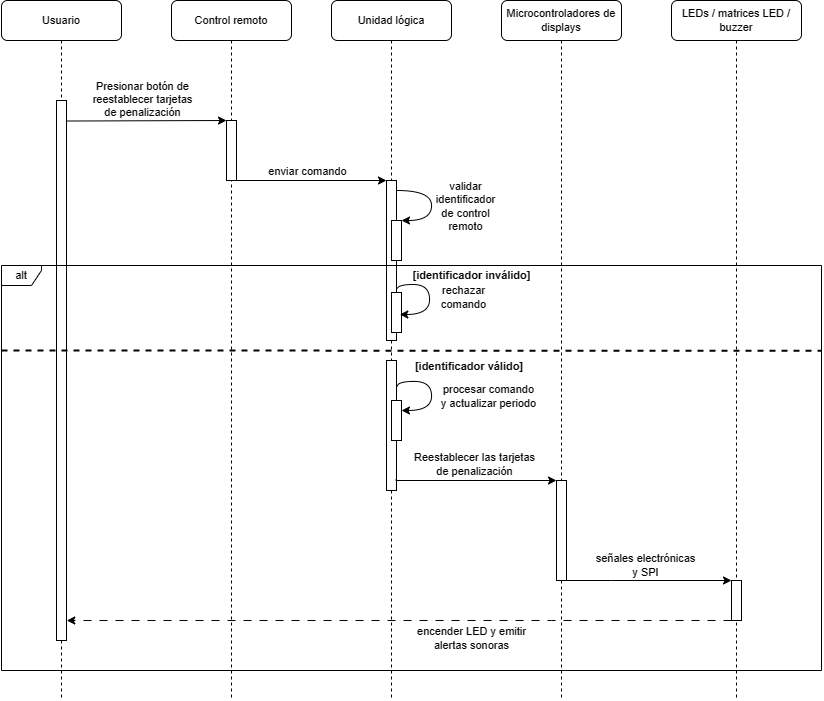 Usuario
Control remoto
Unidad lógica
Microcontroladores de
displays
LEDs / matrices LED /
buzzer
Presionar botón de
reestablecer tarjetas
de penalización
enviar comando
validar
identificador
de control
remoto
alt
[identificador inválido]
rechazar
comando
[identificador válido]
procesar comando
y actualizar periodo
Reestablecer las tarjetas
de penalización
señales electrónicas
y SPI
encender LED y emitir
alertas sonoras